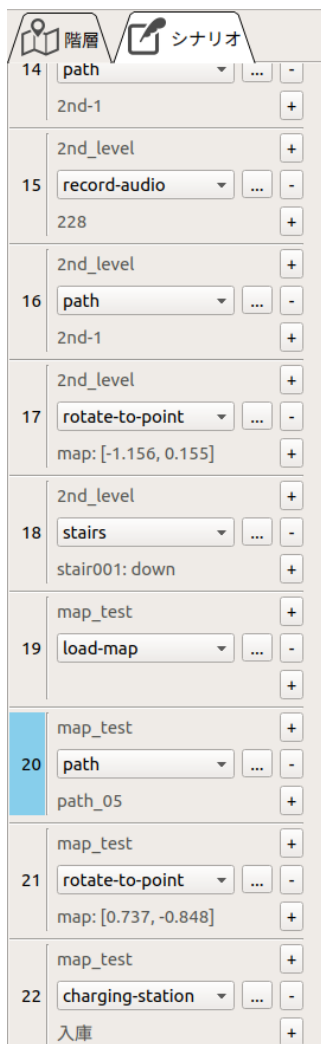 階層 シナリオ
14 path ... -
2nd-1 +
2nd_level +
15 record-audio ... -
228 +
2nd_level +
16 path ... -
2nd-1 +
2nd_level +
17 rotate-to-point ... -
map: [-1.156, 0.155] +
2nd_level +
18 stairs ... -
stair001: down +
map_test +
19 load-map ... -
+
map_test +
20 path ... -
path_05 +
map_test +
21 rotate-to-point ... -
map: [0.737, -0.848] +
map_test +
22 charging-station ... -
入庫 +